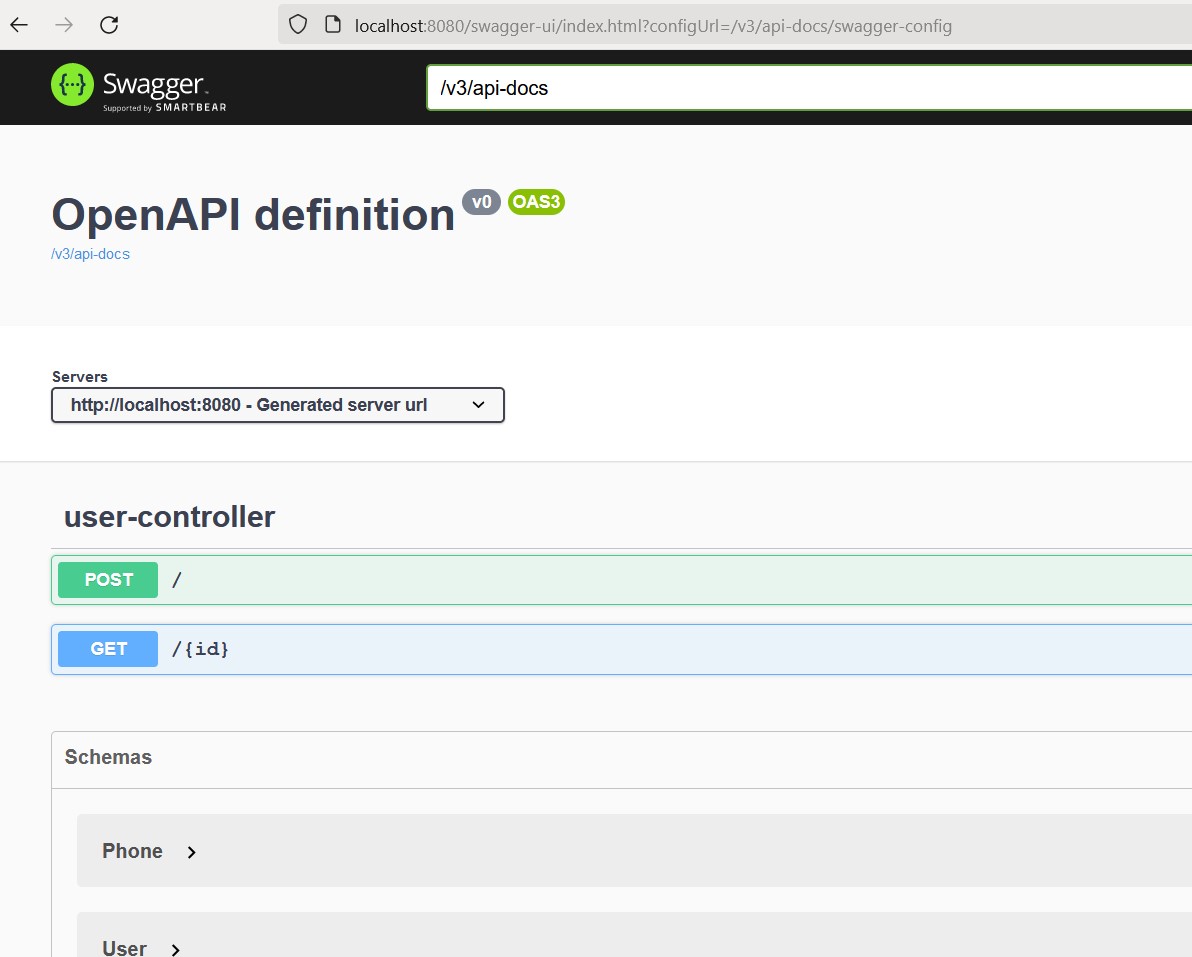 localhost:8080/swagger-ui/index.html?configUrl=/v3/api-docs/swagger-config
{···} Swagger™
Supported by SMARTBEAR
/v3/api-docs
OpenAPI definition v0 OAS3
/v3/api-docs
Servers
http://localhost:8080 - Generated server url
user-controller
POST /
GET /{id}
Schemas
Phone
User